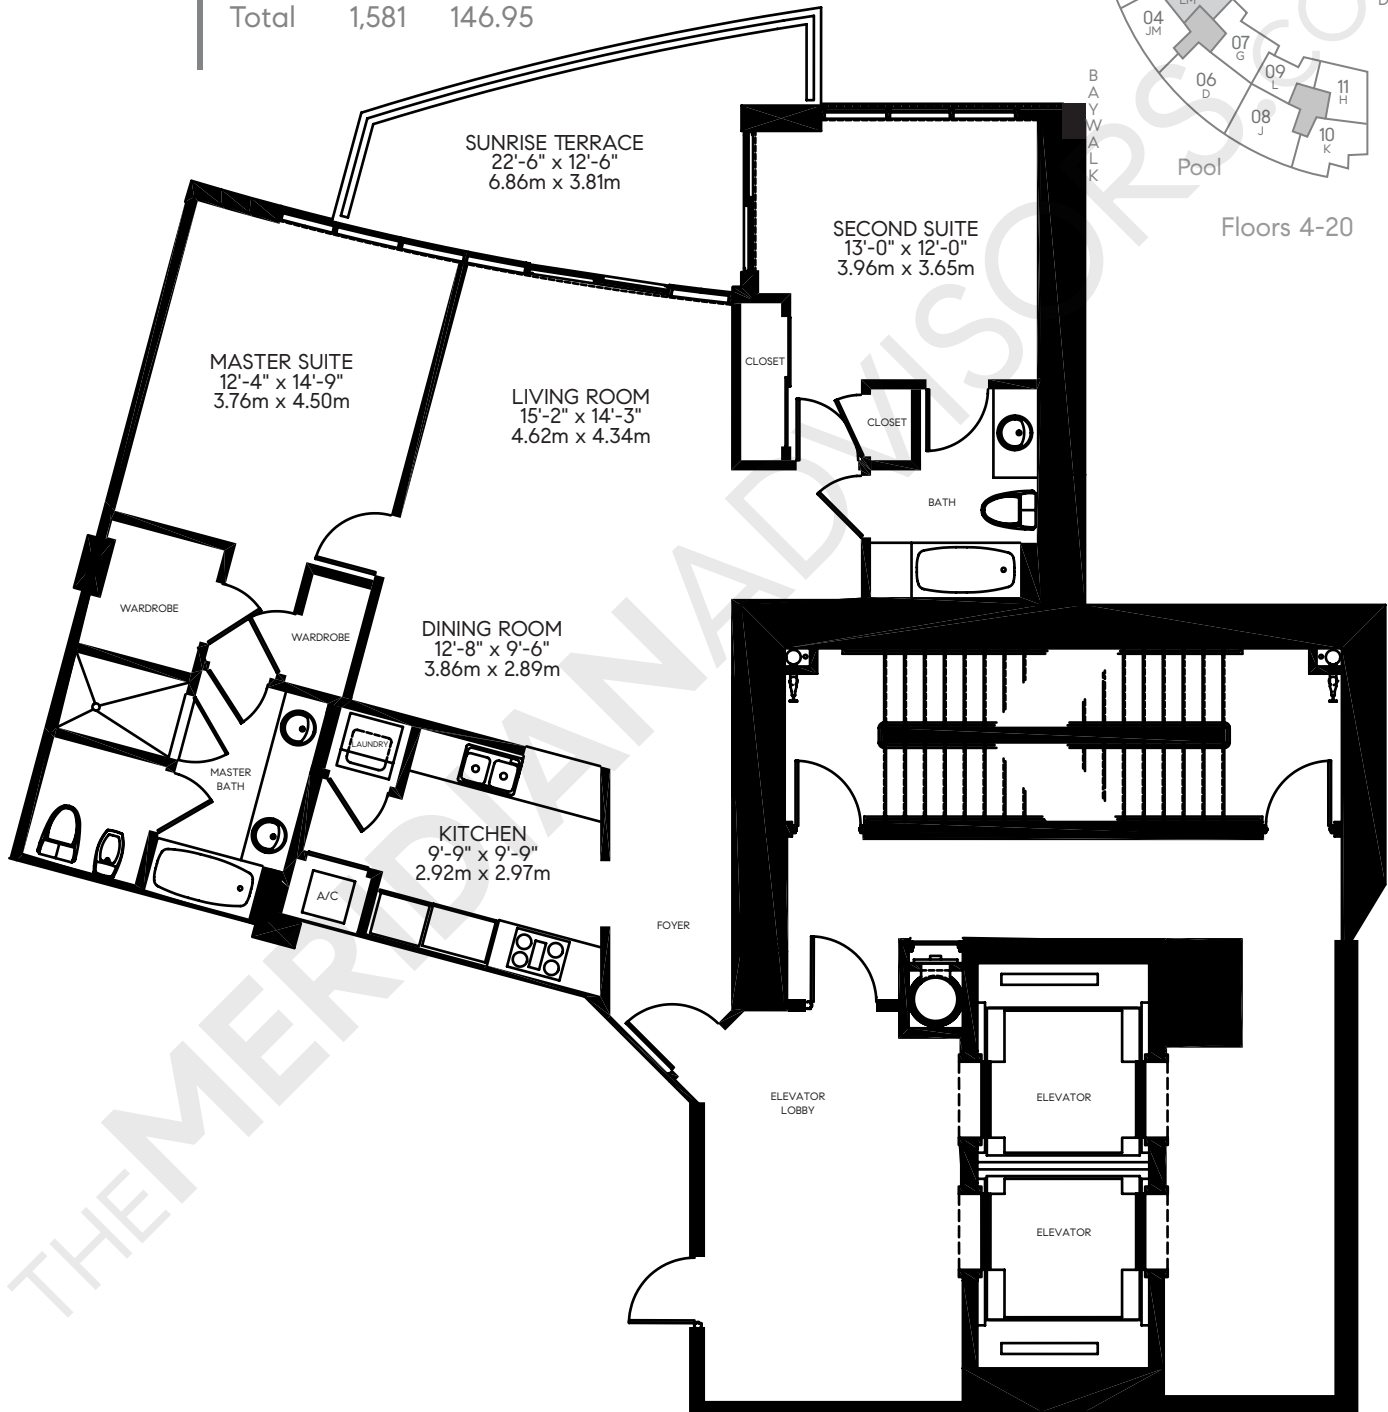 Total 1,581 146.95
SUNRISE TERRACE
22'-6" x 12'-6"
6.86m x 3.81m
SECOND SUITE
13'-0" x 12'-0"
3.96m x 3.65m
MASTER SUITE
12'-4" x 14'-9"
3.76m x 4.50m
LIVING ROOM
15'-2" x 14'-3"
4.62m x 4.34m
CLOSET
CLOSET
BATH
WARDROBE
WARDROBE
DINING ROOM
12'-8" x 9'-6"
3.86m x 2.89m
LAUNDRY
MASTER
BATH
KITCHEN
9'-9" x 9'-9"
2.92m x 2.97m
A/C
FOYER
ELEVATOR
LOBBY
ELEVATOR
ELEVATOR
LM
04
JM
07
G
06
D
09
L
11
H
08
J
10
K
D
BAYWALK
Pool
Floors 4-20
THEMERIDIANADVISORS.CO